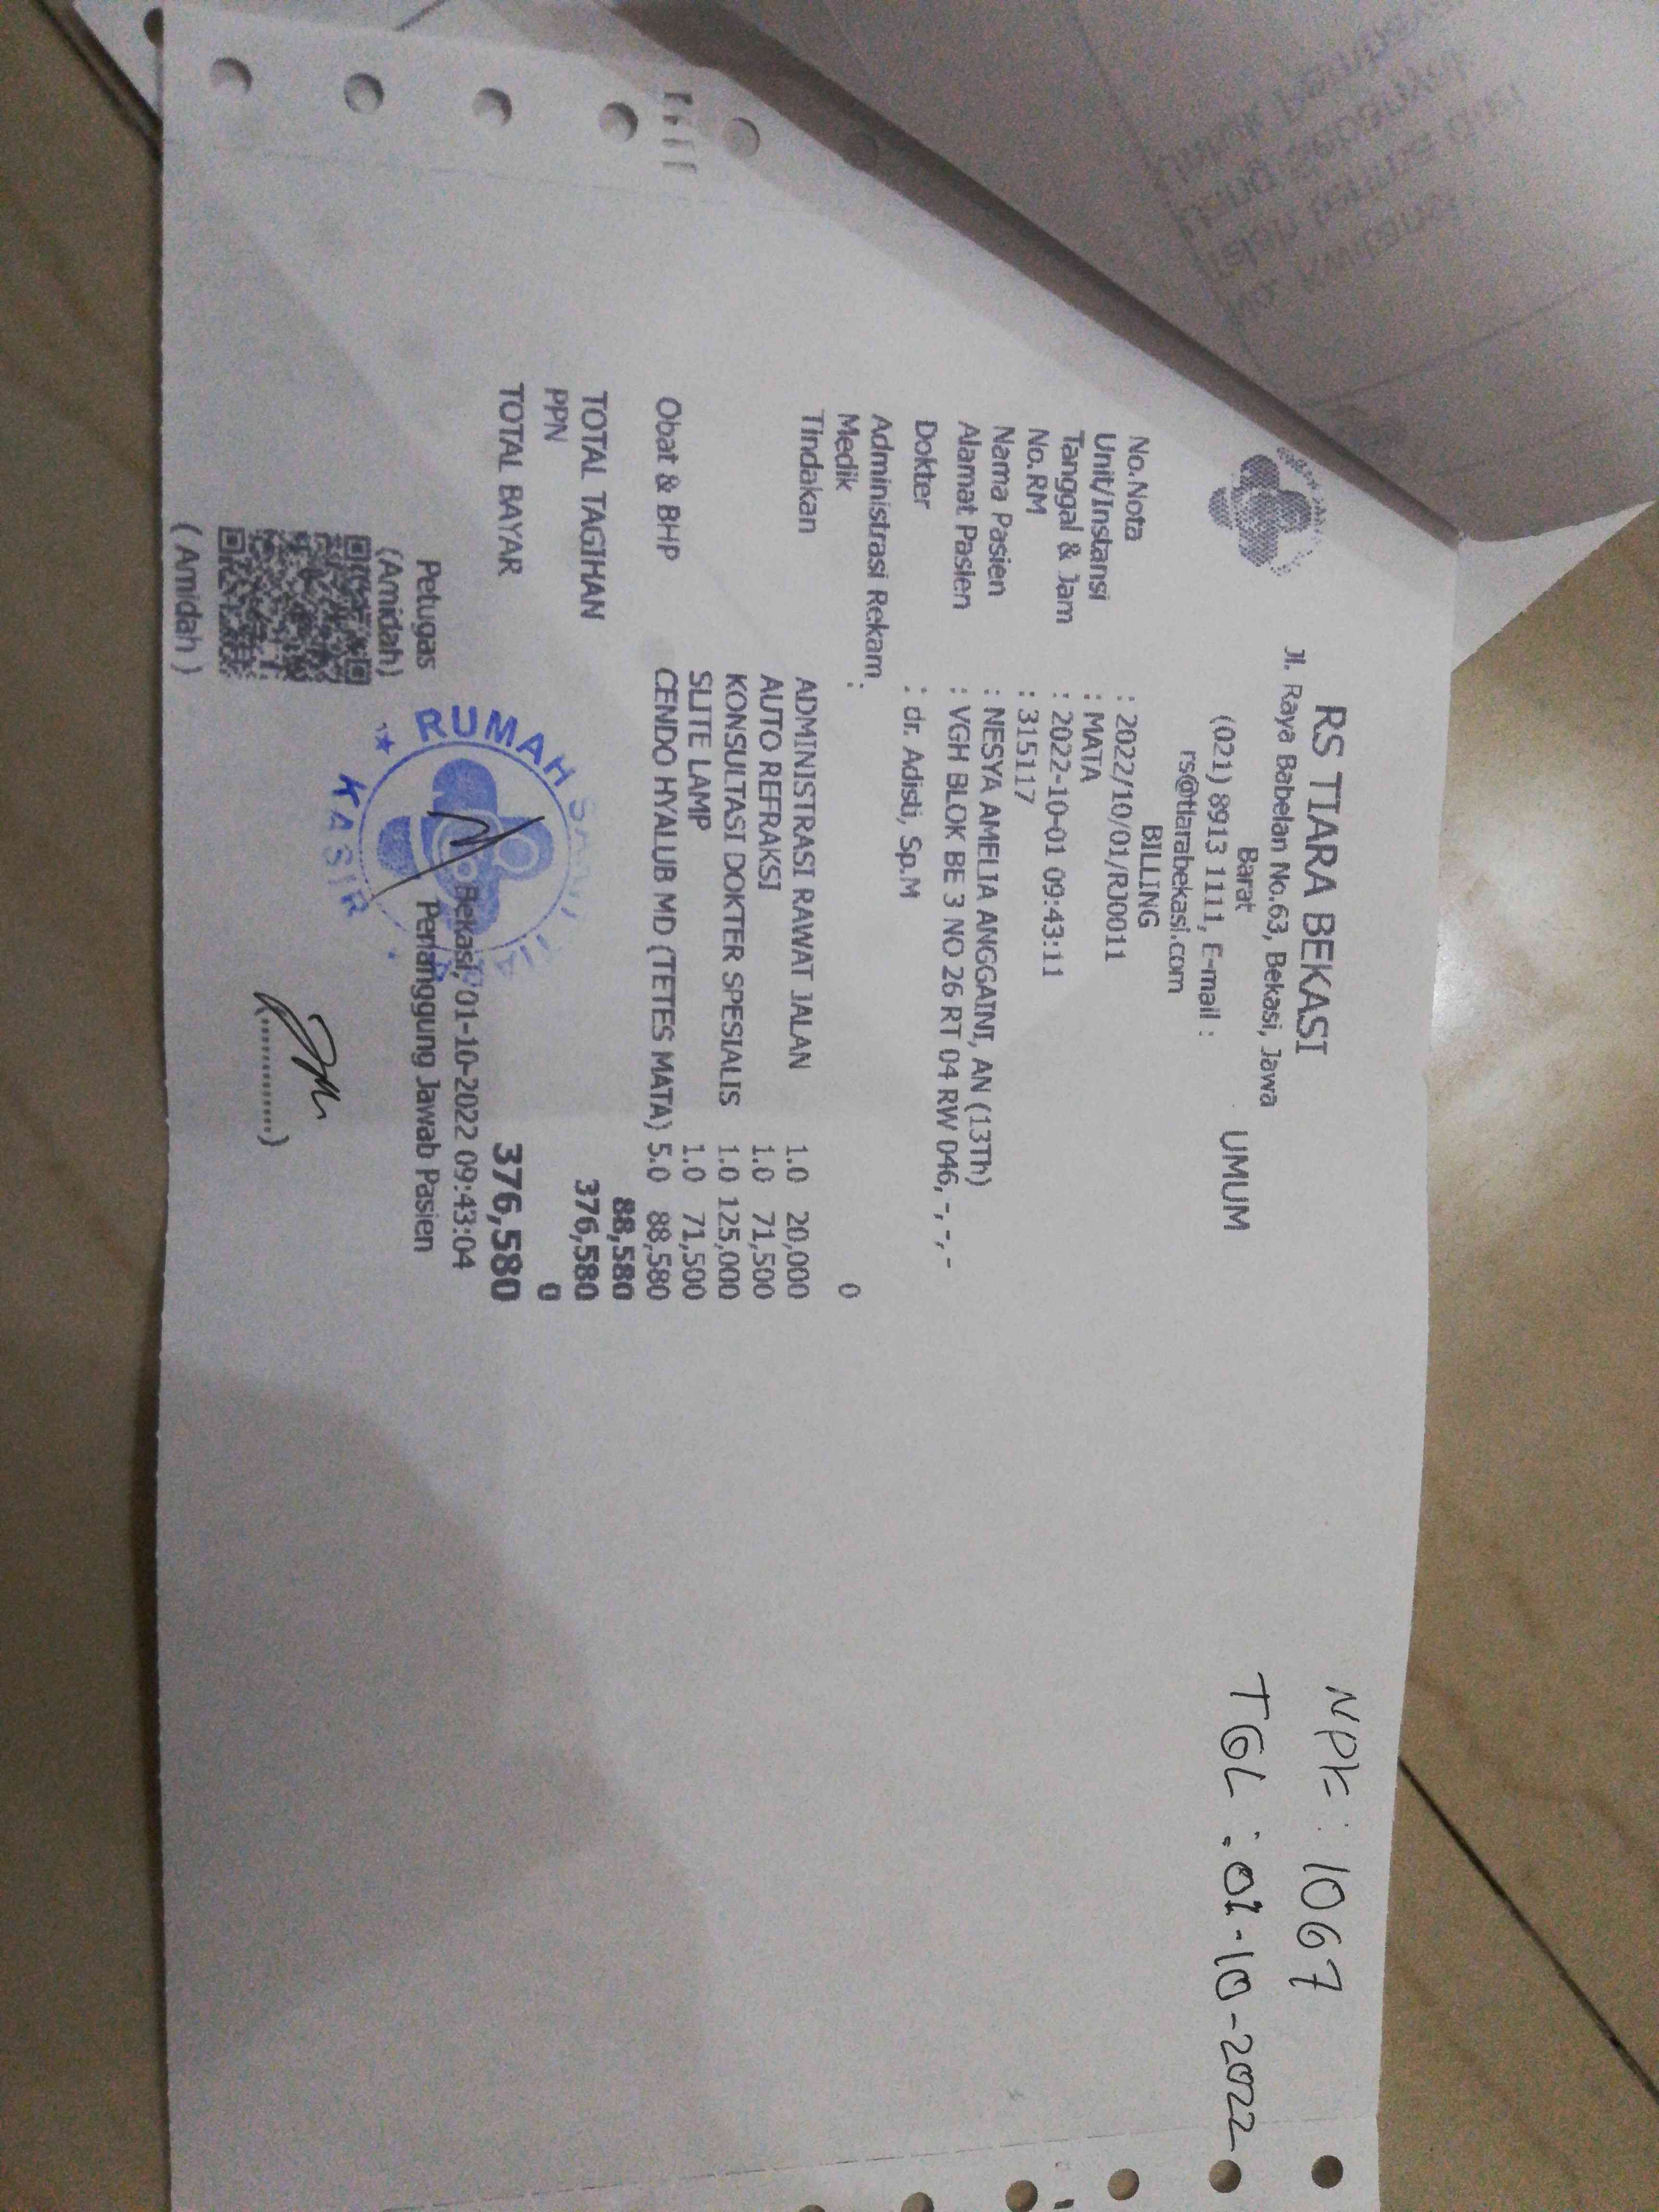 RS TIARA BEKASI
Jl. Raya Babelan No.63, Bekasi, Jawa
Barat
(021) 8913 1111, E-mail :
rs@tiarabekasi.com
UMUM
BILLING
No.Nota : 2022/10/01/RJ0011
Unit/Instansi : MATA
Tanggal & Jam : 2022-10-01 09:43:11
No.RM : 315117
Nama Pasien : NESYA AMELIA ANGGAINI, AN (13Th)
Alamat Pasien : VGH BLOK BE 3 NO 26 RT 04 RW 046, -, -, -
Dokter : dr. Adisti, Sp.M
Administrasi Rekam :
Medik 0
Tindakan ADMINISTRASI RAWAT JALAN 1.0 20,000
AUTO REFRAKSI 1.0 71,500
KONSULTASI DOKTER SPESIALIS 1.0 125,000
SLITE LAMP 1.0 71,500
Obat & BHP CENDO HYALUB MD (TETES MATA) 5.0 88,580
88,580
TOTAL TAGIHAN 376,580
PPN 0
TOTAL BAYAR 376,580
Bekasi, 01-10-2022 09:43:04
Petugas Penanggung Jawab Pasien
(Amidah)
( Amidah )
(............)
RUMAH
KASIR
NPK : 1067
TGL : 01-10-2022